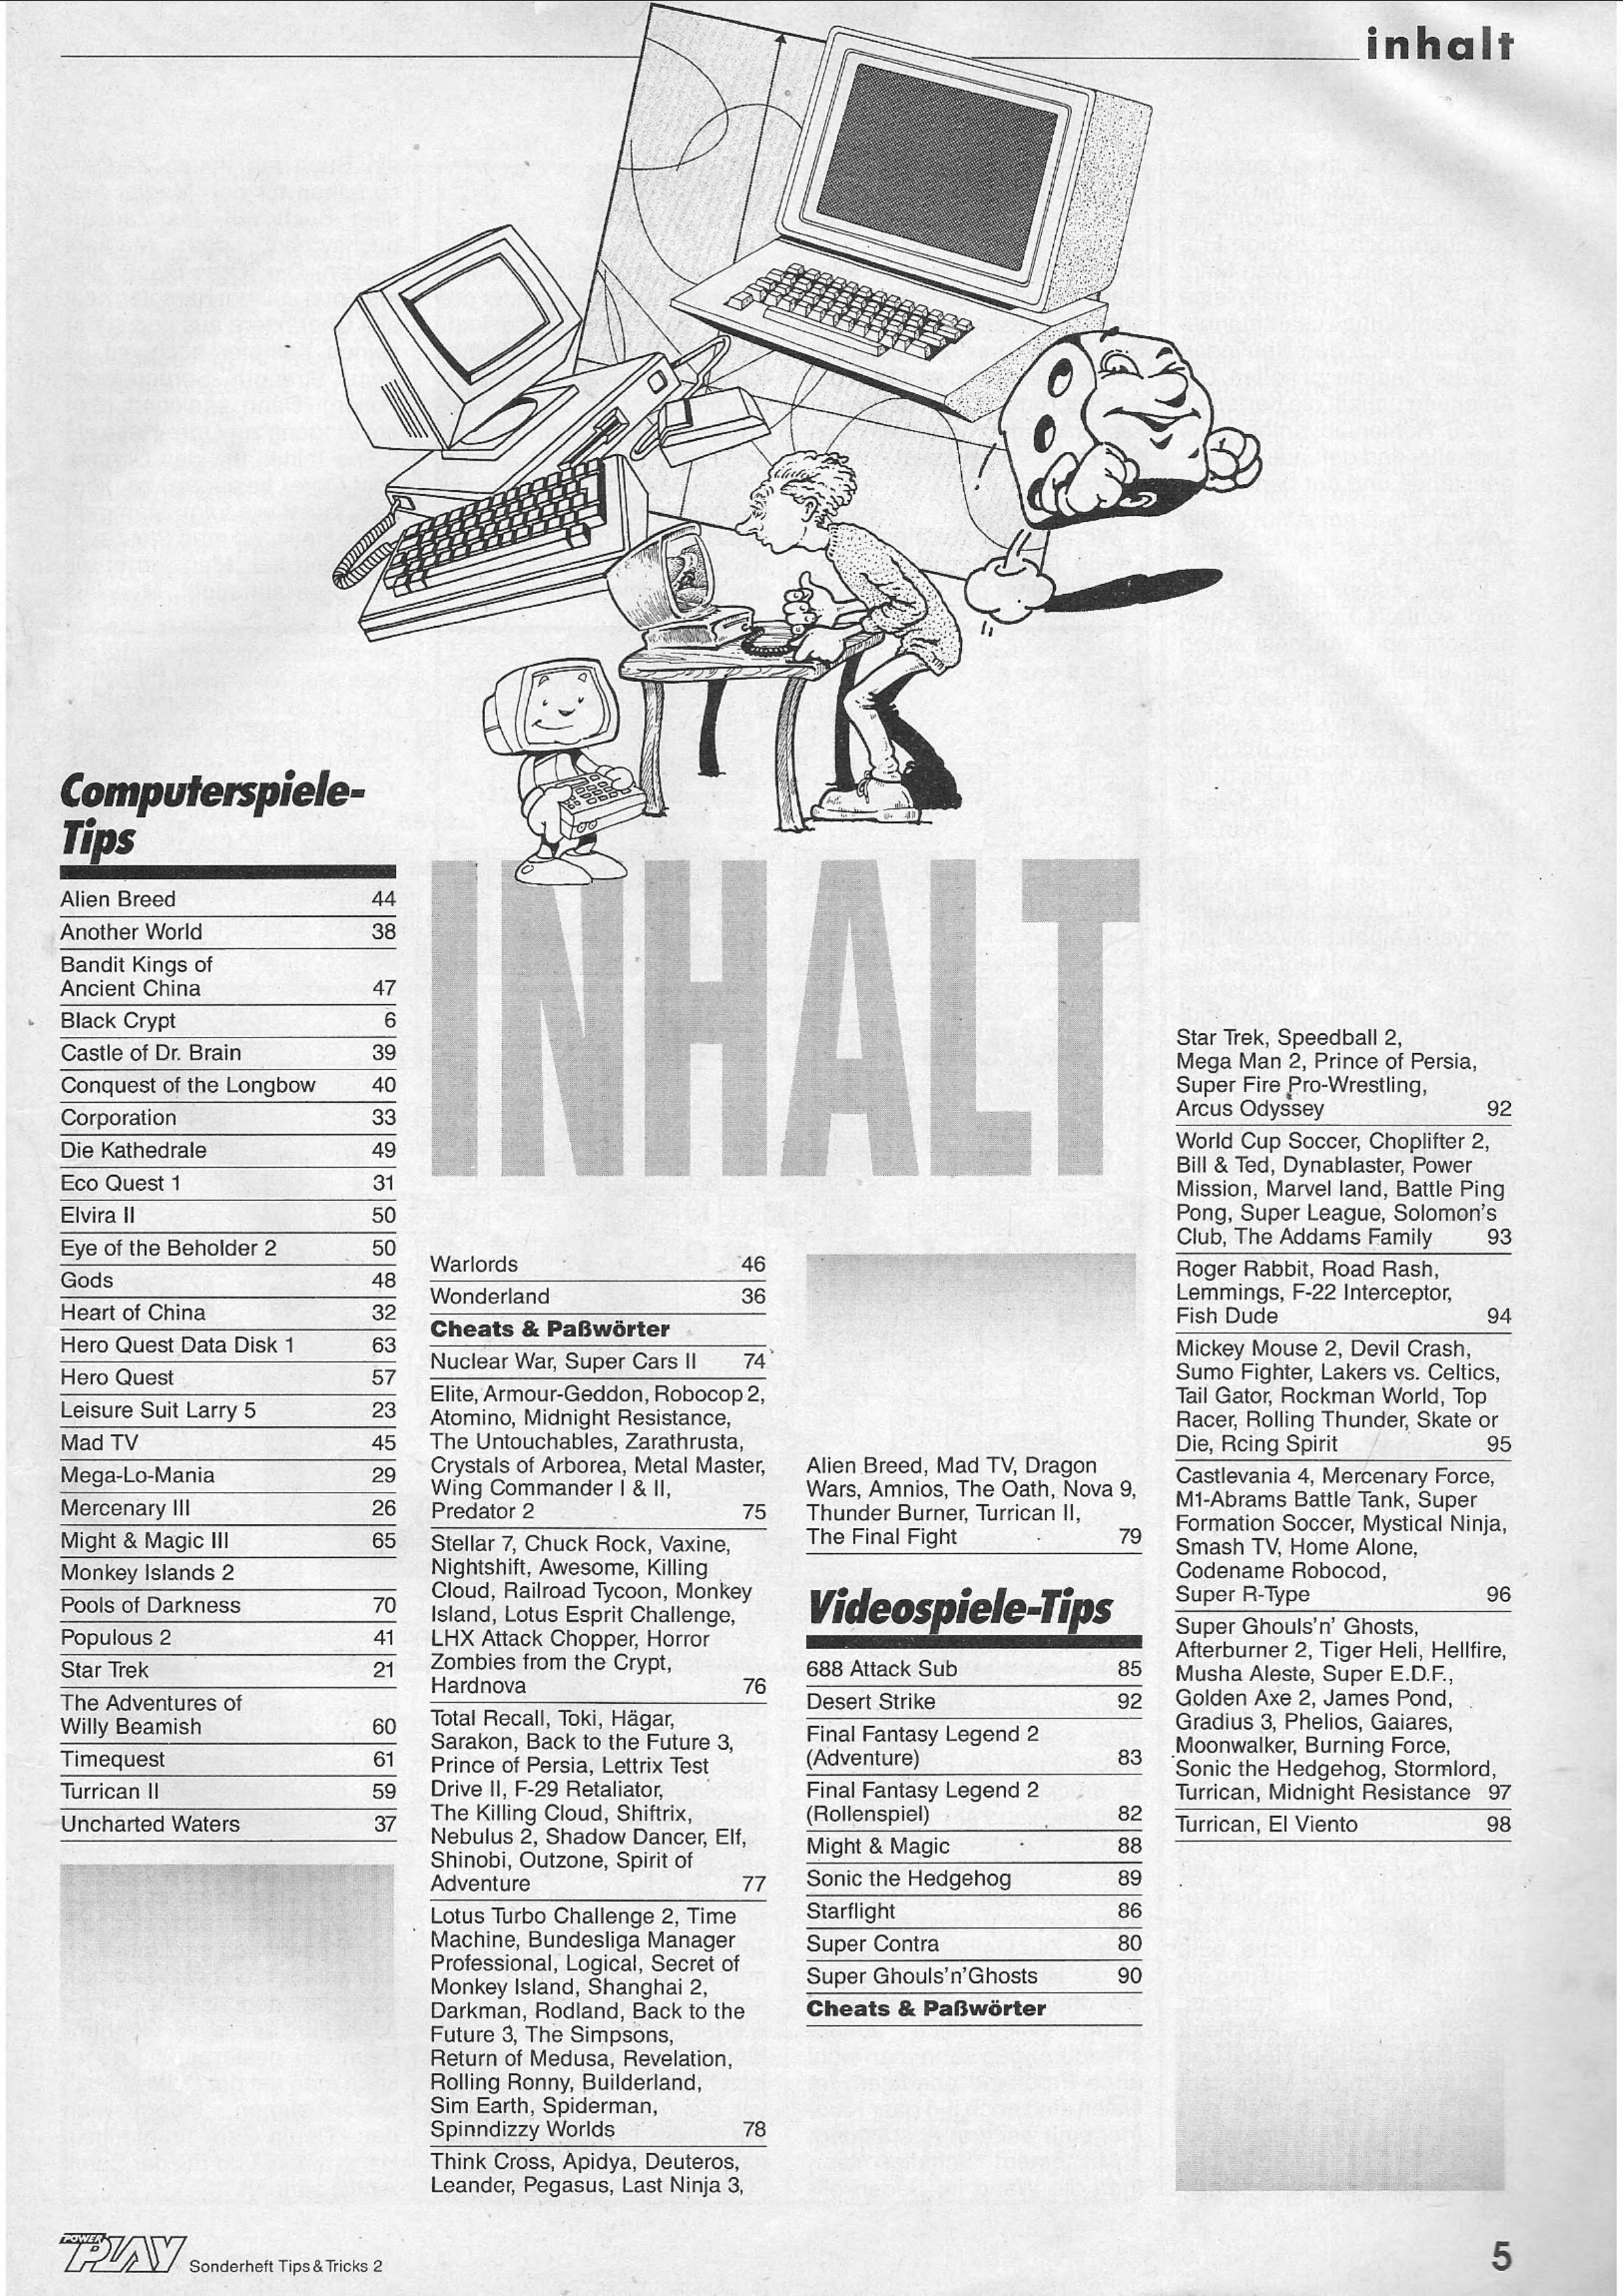 inhalt
Computerspiele-
Tips
Alien Breed 44
Another World 38
Bandit Kings of
Ancient China 47
Black Crypt 6
Castle of Dr. Brain 39
Conquest of the Longbow 40
Corporation 33
Die Kathedrale 49
Eco Quest 1 31
Elvira II 50
Eye of the Beholder 2 50
Gods 48
Heart of China 32
Hero Quest Data Disk 1 63
Hero Quest 57
Leisure Suit Larry 5 23
Mad TV 45
Mega-Lo-Mania 29
Mercenary III 26
Might & Magic III 65
Monkey Islands 2
Pools of Darkness 70
Populous 2 41
Star Trek 21
The Adventures of
Willy Beamish 60
Timequest 61
Turrican II 59
Uncharted Waters 37
INHALT
Warlords 46
Wonderland 36
Cheats & Paßwörter
Nuclear War, Super Cars II 74
Elite, Armour-Geddon, Robocop 2,
Atomino, Midnight Resistance,
The Untouchables, Zarathrusta,
Crystals of Arborea, Metal Master,
Wing Commander I & II,
Predator 2 75
Stellar 7, Chuck Rock, Vaxine,
Nightshift, Awesome, Killing
Cloud, Railroad Tycoon, Monkey
Island, Lotus Esprit Challenge,
LHX Attack Chopper, Horror
Zombies from the Crypt,
Hardnova 76
Total Recall, Toki, Hägar,
Sarakon, Back to the Future 3,
Prince of Persia, Lettrix Test
Drive II, F-29 Retaliator,
The Killing Cloud, Shiftrix,
Nebulus 2, Shadow Dancer, Elf,
Shinobi, Outzone, Spirit of
Adventure 77
Lotus Turbo Challenge 2, Time
Machine, Bundesliga Manager
Professional, Logical, Secret of
Monkey Island, Shanghai 2,
Darkman, Rodland, Back to the
Future 3, The Simpsons,
Return of Medusa, Revelation,
Rolling Ronny, Builderland,
Sim Earth, Spiderman,
Spinndizzy Worlds 78
Think Cross, Apidya, Deuteros,
Leander, Pegasus, Last Ninja 3,
Alien Breed, Mad TV, Dragon
Wars, Amnios, The Oath, Nova 9,
Thunder Burner, Turrican II,
The Final Fight 79
Videospiele-Tips
688 Attack Sub 85
Desert Strike 92
Final Fantasy Legend 2
(Adventure) 83
Final Fantasy Legend 2
(Rollenspiel) 82
Might & Magic 88
Sonic the Hedgehog 89
Starflight 86
Super Contra 80
Super Ghouls'n'Ghosts 90
Cheats & Paßwörter
Star Trek, Speedball 2,
Mega Man 2, Prince of Persia,
Super Fire Pro-Wrestling,
Arcus Odyssey 92
World Cup Soccer, Choplifter 2,
Bill & Ted, Dynablaster, Power
Mission, Marvel land, Battle Ping
Pong, Super League, Solomon's
Club, The Addams Family 93
Roger Rabbit, Road Rash,
Lemmings, F-22 Interceptor,
Fish Dude 94
Mickey Mouse 2, Devil Crash,
Sumo Fighter, Lakers vs. Celtics,
Tail Gator, Rockman World, Top
Racer, Rolling Thunder, Skate or
Die, Rcing Spirit 95
Castlevania 4, Mercenary Force,
M1-Abrams Battle Tank, Super
Formation Soccer, Mystical Ninja,
Smash TV, Home Alone,
Codename Robocod,
Super R-Type 96
Super Ghouls'n' Ghosts,
Afterburner 2, Tiger Heli, Hellfire,
Musha Aleste, Super E.D.F.,
Golden Axe 2, James Pond,
Gradius 3, Phelios, Gaiares,
Moonwalker, Burning Force,
Sonic the Hedgehog, Stormlord,
Turrican, Midnight Resistance 97
Turrican, El Viento 98
POWER PLAY Sonderheft Tips & Tricks 2
5